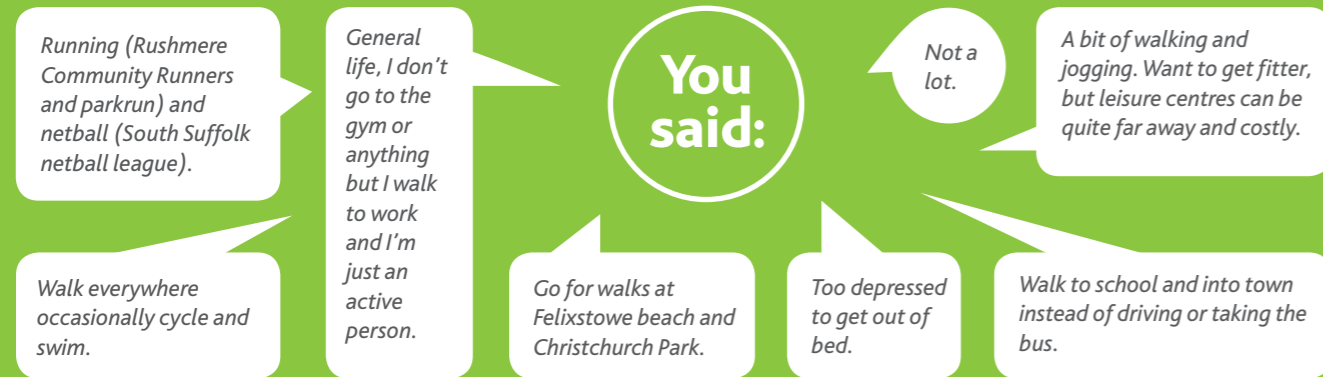 Running (Rushmere
Community Runners
and parkrun) and
netball (South Suffolk
netball league).
General
life, I don't
go to the
gym or
anything
but I walk
to work
and I'm
just an
active
person.
You
said:
Not a
lot.
A bit of walking and
jogging. Want to get fitter,
but leisure centres can be
quite far away and costly.
Walk everywhere
occasionally cycle and
swim.
Go for walks at
Felixstowe beach and
Christchurch Park.
Too depressed
to get out of
bed.
Walk to school and into town
instead of driving or taking the
bus.